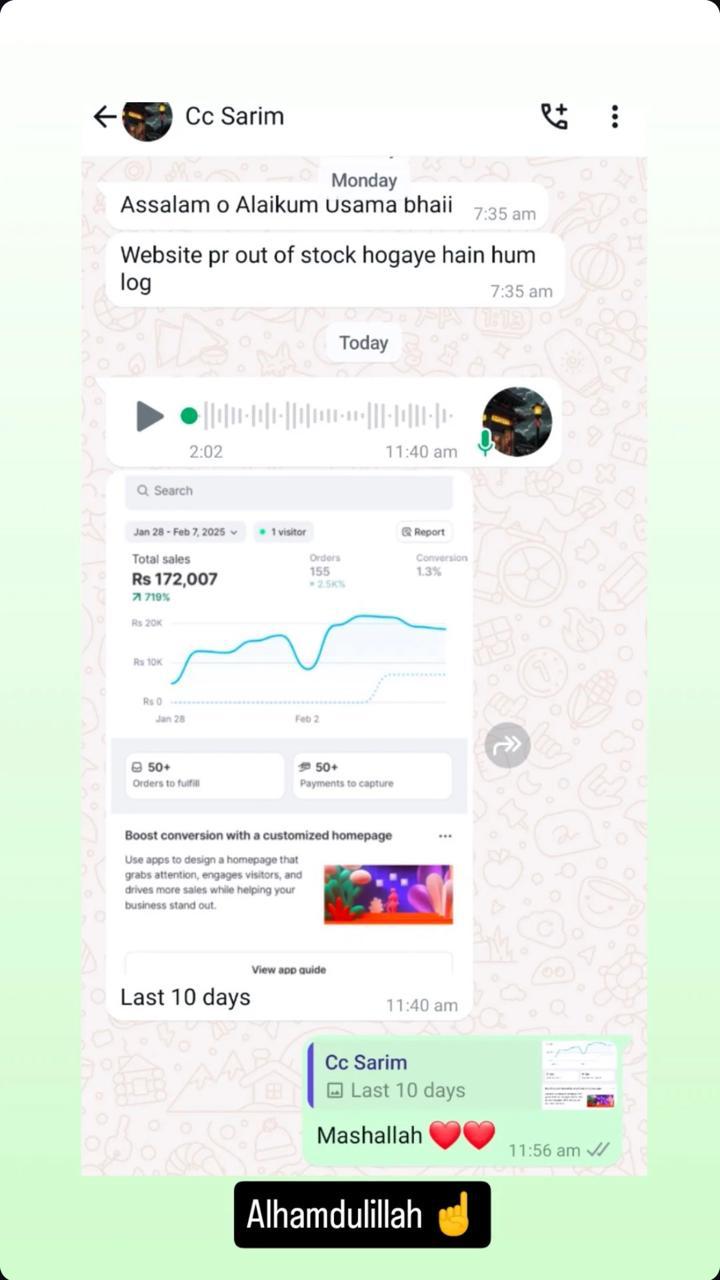 Cc Sarim
Monday
Assalam o Alaikum Usama bhaii
7:35 am
Website pr out of stock hogaye hain hum
log
7:35 am
Today
2:02
11:40 am
Search
Jan 28 - Feb 7, 2025
1 visitor
Report
Total sales
Orders
Conversion
Rs 172,007
155
1.3%
719%
2.5K%
Rs 20K
Rs 10K
Rs 0
Jan 28
Feb 2
50+
Orders to fulfill
50+
Payments to capture
Boost conversion with a customized homepage
Use apps to design a homepage that
grabs attention, engages visitors, and
drives more sales while helping your
business stand out.
View app guide
Last 10 days
11:40 am
Cc Sarim
Last 10 days
Mashallah ❤️❤️
11:56 am
Alhamdulillah ☝️